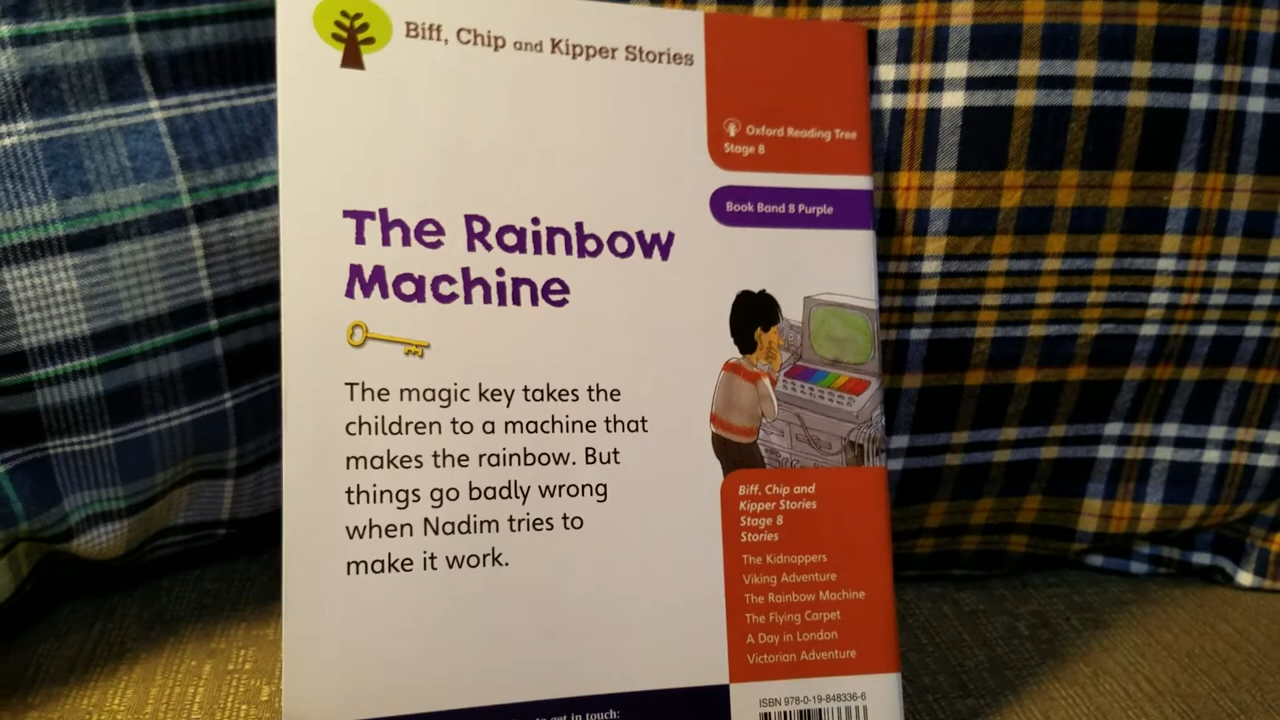 Biff, Chip and Kipper Stories
Oxford Reading Tree
Stage 8
Book Band 8 Purple
The Rainbow
Machine
The magic key takes the
children to a machine that
makes the rainbow. But
things go badly wrong
when Nadim tries to
make it work.
Biff, Chip and
Kipper Stories
Stage 8
Stories
The Kidnappers
Viking Adventure
The Rainbow Machine
The Flying Carpet
A Day in London
Victorian Adventure
ISBN 978-0-19-848336-6
get in touch: